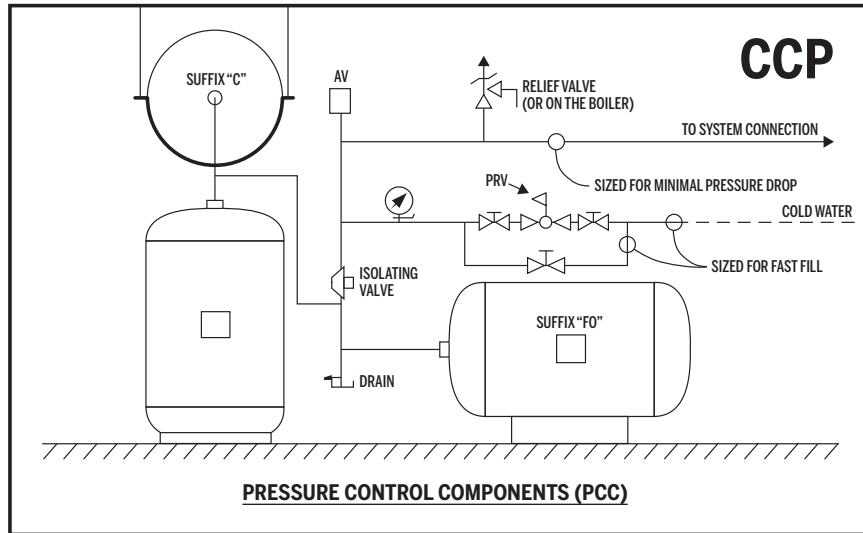 CCP
SUFFIX "C"
AV
RELIEF VALVE
(OR ON THE BOILER)
TO SYSTEM CONNECTION
SIZED FOR MINIMAL PRESSURE DROP
PRV
COLD WATER
SIZED FOR FAST FILL
ISOLATING
VALVE
SUFFIX "FO"
DRAIN
PRESSURE CONTROL COMPONENTS (PCC)